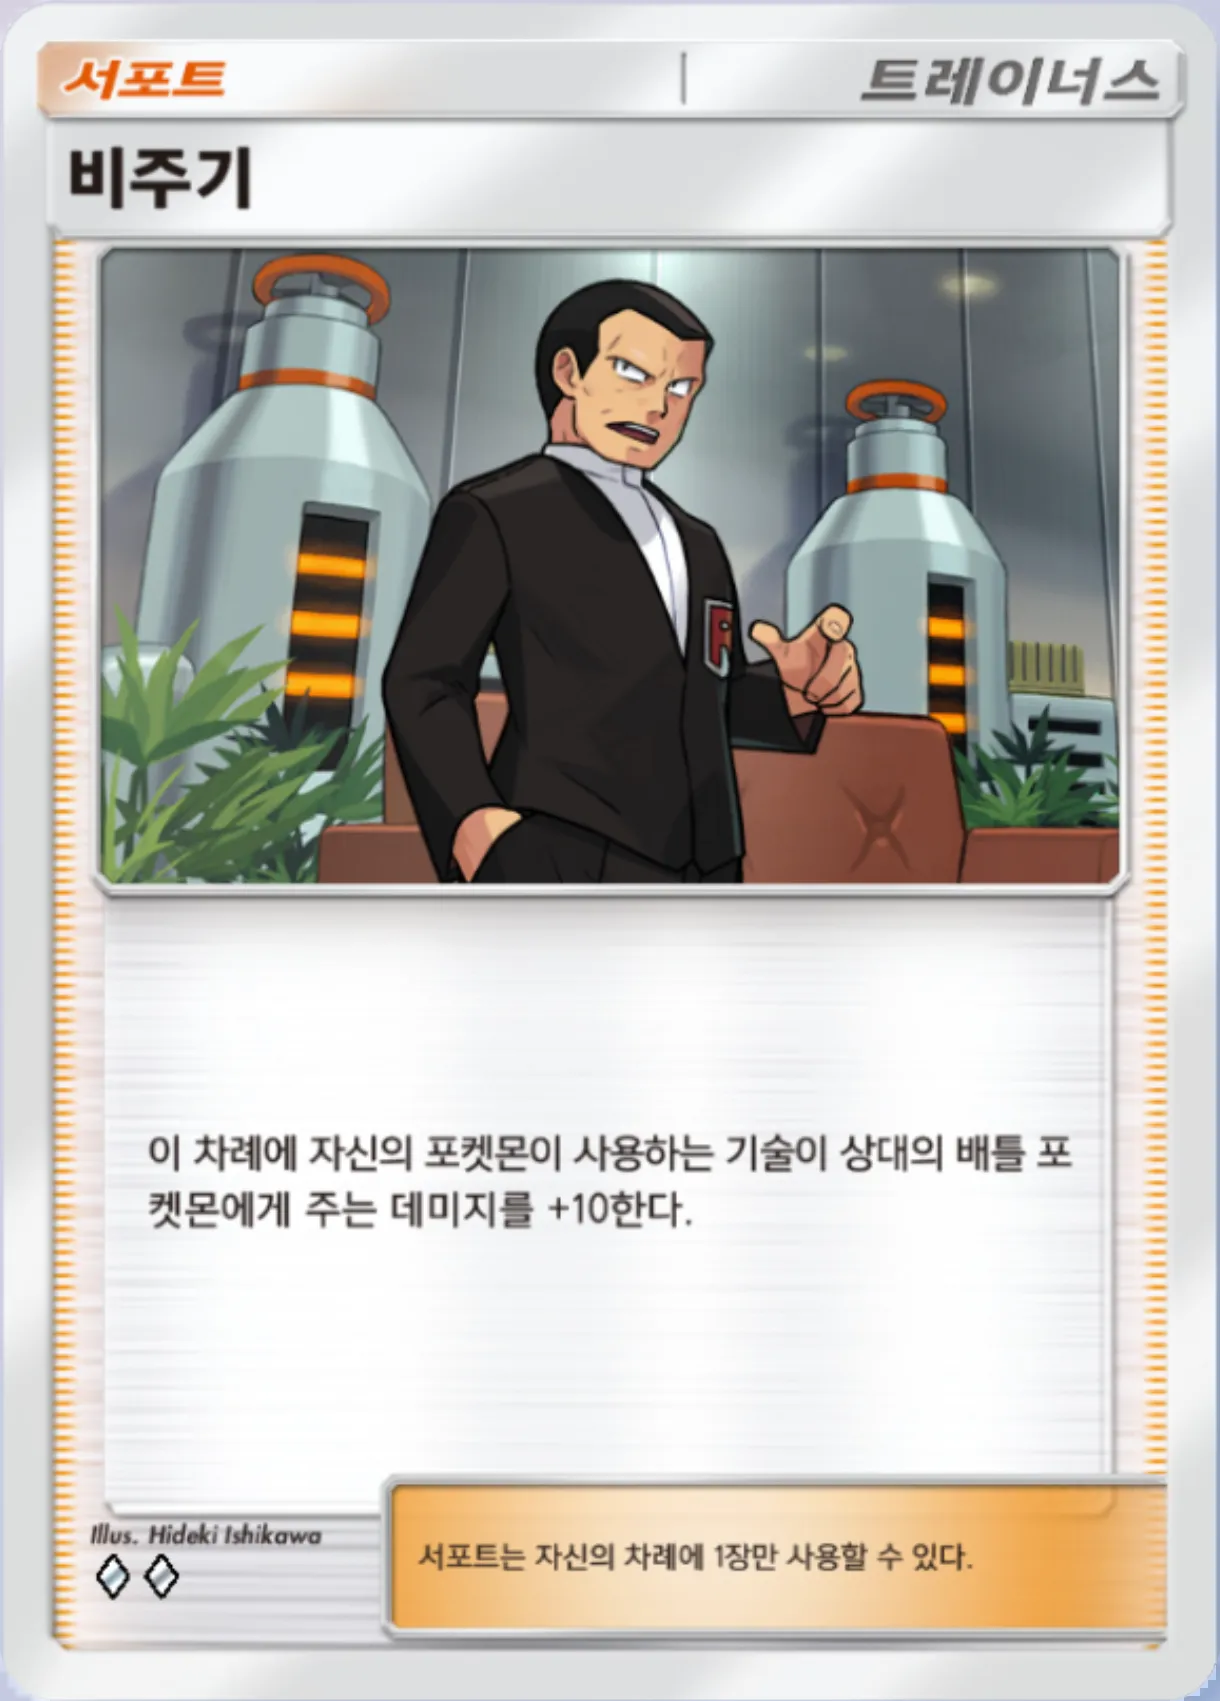 서포트
트레이너스
비주기
이 차례에 자신의 포켓몬이 사용하는 기술이 상대의 배틀 포
켓몬에게 주는 데미지를 +10한다.
Illus. Hideki Ishikawa
서포트는 자신의 차례에 1장만 사용할 수 있다.